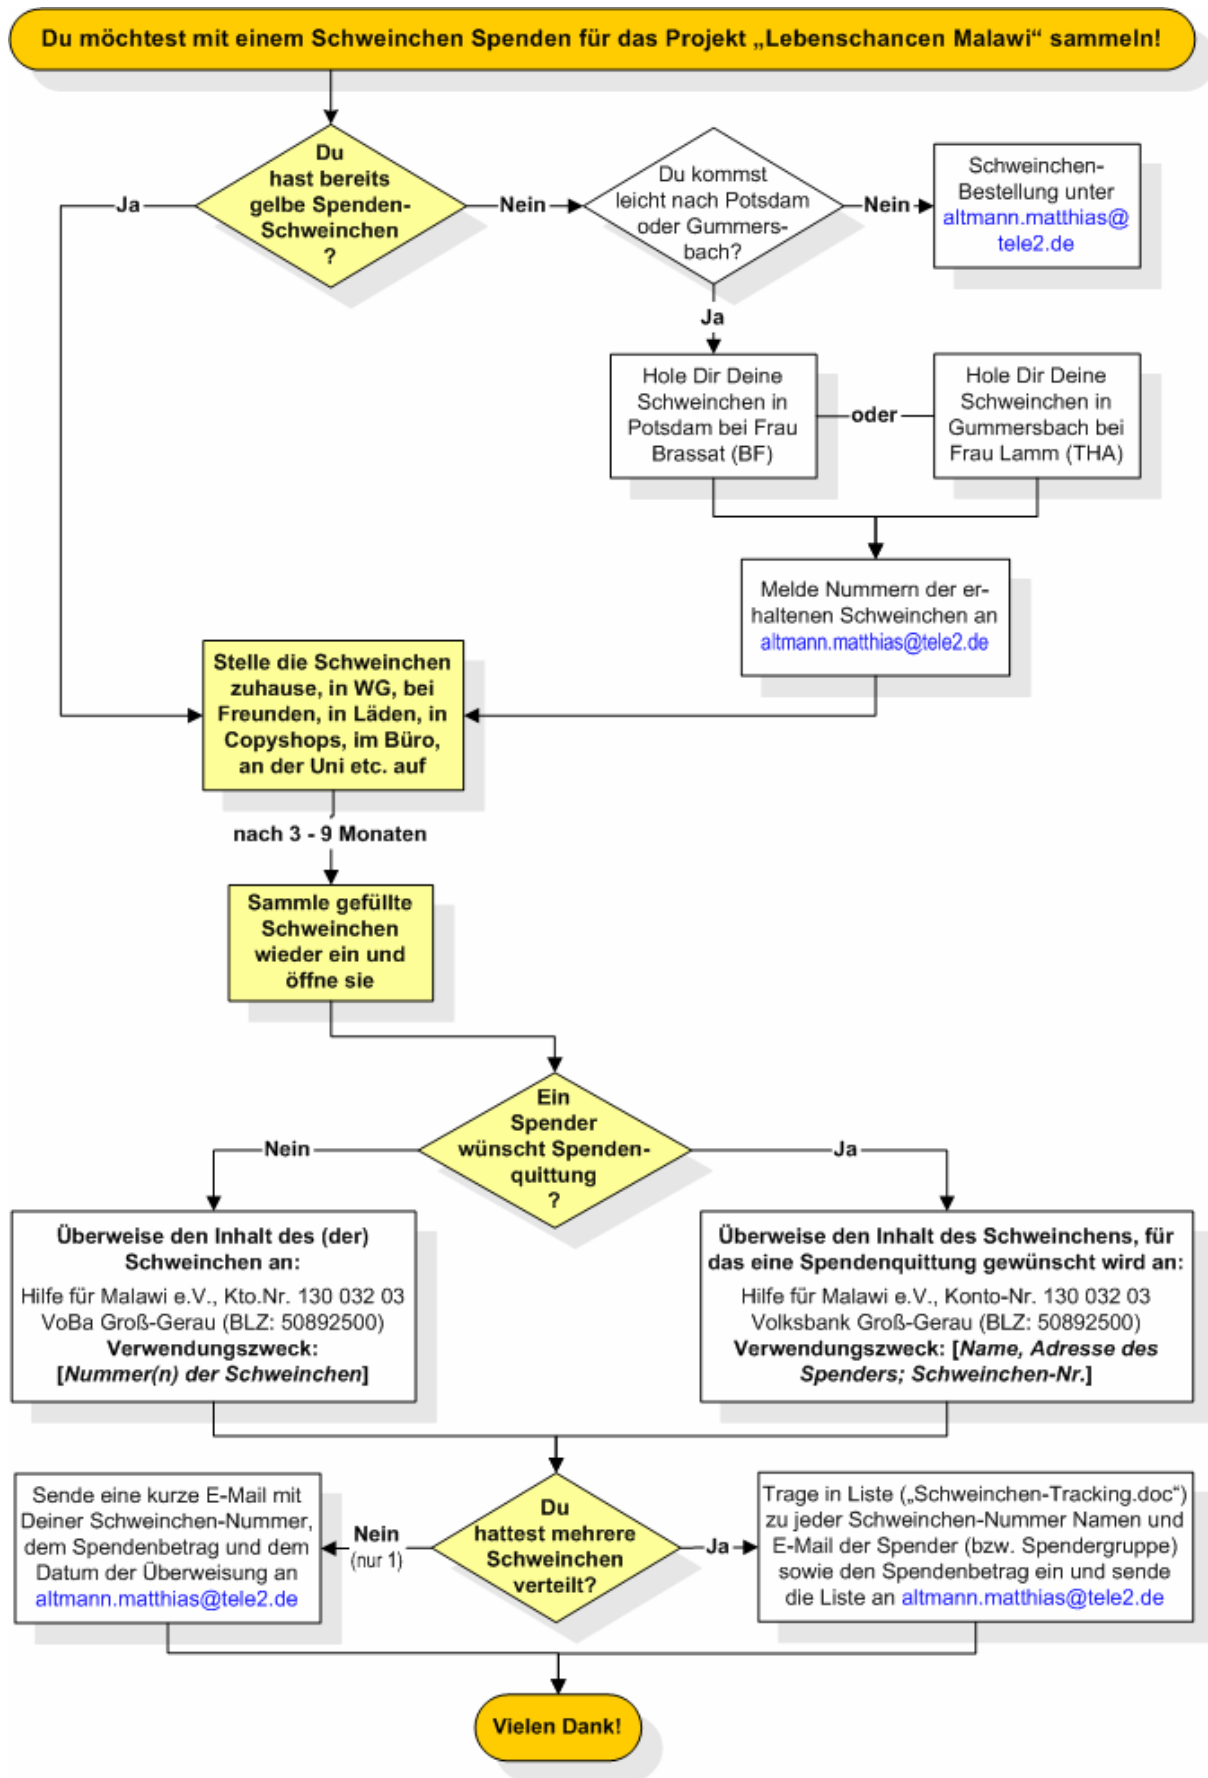 Du möchtest mit einem Schweinchen Spenden für das Projekt „Lebenschancen Malawi“ sammeln!
Du
hast bereits
gelbe Spenden-
Schweinchen
?
Ja
Nein
Du kommst
leicht nach Potsdam
oder Gummers-
bach?
Nein
Schweinchen-
Bestellung unter
altmann.matthias@
tele2.de
Ja
Hole Dir Deine
Schweinchen in
Potsdam bei Frau
Brassat (BF)
oder
Hole Dir Deine
Schweinchen in
Gummersbach bei
Frau Lamm (THA)
Melde Nummern der er-
haltenen Schweinchen an
altmann.matthias@tele2.de
Stelle die Schweinchen
zuhause, in WG, bei
Freunden, in Läden, in
Copyshops, im Büro,
an der Uni etc. auf
nach 3 - 9 Monaten
Sammle gefüllte
Schweinchen
wieder ein und
öffne sie
Ein
Spender
wünscht Spenden-
quittung
?
Nein
Ja
Überweise den Inhalt des (der)
Schweinchen an:
Hilfe für Malawi e.V., Kto.Nr. 130 032 03
VoBa Groß-Gerau (BLZ: 50892500)
Verwendungszweck:
[Nummer(n) der Schweinchen]
Überweise den Inhalt des Schweinchens, für
das eine Spendenquittung gewünscht wird an:
Hilfe für Malawi e.V., Konto-Nr. 130 032 03
Volksbank Groß-Gerau (BLZ: 50892500)
Verwendungszweck: [Name, Adresse des
Spenders; Schweinchen-Nr.]
Du
hattest mehrere
Schweinchen
verteilt?
Nein
(nur 1)
Ja
Sende eine kurze E-Mail mit
Deiner Schweinchen-Nummer,
dem Spendenbetrag und dem
Datum der Überweisung an
altmann.matthias@tele2.de
Trage in Liste („Schweinchen-Tracking.doc“)
zu jeder Schweinchen-Nummer Namen und
E-Mail der Spender (bzw. Spendergruppe)
sowie den Spendenbetrag ein und sende
die Liste an altmann.matthias@tele2.de
Vielen Dank!